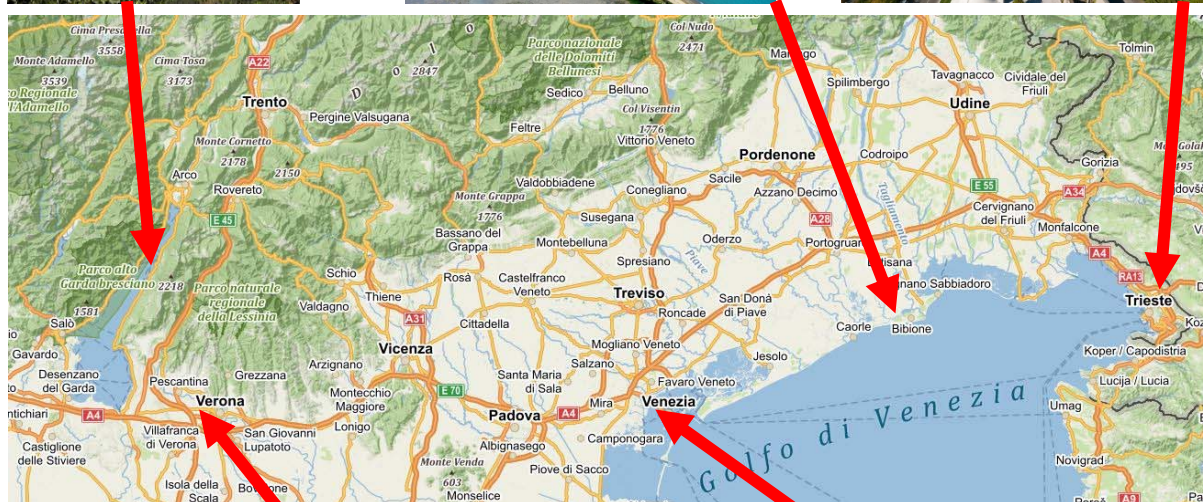 Cima Presanella
3558
Monte Adamello
3539
Cima Tosa
3173
A22
Trento
Pergine Valsugana
2847
Parco nazionale
delle Dolomiti
Bellunesi
Col Nudo
2471
Sedico
Belluno
Feltre
Col Visentin
1776
Vittorio Veneto
Spilimbergo
Tavagnacco
Cividale del
Friuli
Tolmin
Udine
Monte Cornetto
2178
2150
Arco
Rovereto
E 45
Pordenone
Codroipo
Sacile
Azzano Decimo
Tagliamento
E 55
A34
Gorizia
Valdobbiadene
Conegliano
Monte Grappa
1776
Susegana
Cervignano
del Friuli
Monfalcone
A28
Portogruar
Bassano del
Grappa
Montebelluna
Oderzo
Piave
Spresiano
Parco alto
Garda bresciano
2218
1581
Parco naturale
regionale
della Lessinia
Schio
Rosà
Castelfranco
Veneto
Treviso
San Donà
di Piave
A4
RA13
Trieste
Thiene
Valdagno
A31
Cittadella
Roncade
Caorle
Bibione
Salò
Gavardo
Desenzano
del Garda
Pescantina
Grezzana
Arzignano
Vicenza
Mogliano Veneto
Salzano
Jesolo
Koper / Capodistria
Montecchio
Maggiore
E 70
Santa Maria
di Sala
Favaro Veneto
Lucija / Lucia
Verona
Mira
Venezia
Umag
A4
Villafranca
di Verona
San Giovanni
Lupatoto
Lonigo
Padova
A4
Camponogara
Golfo di Venezia
Castiglione
delle Stiviere
Albignasego
Piove di Sacco
Monte Venda
603
Monselice
Novigrad
Isola della
Scala
A9